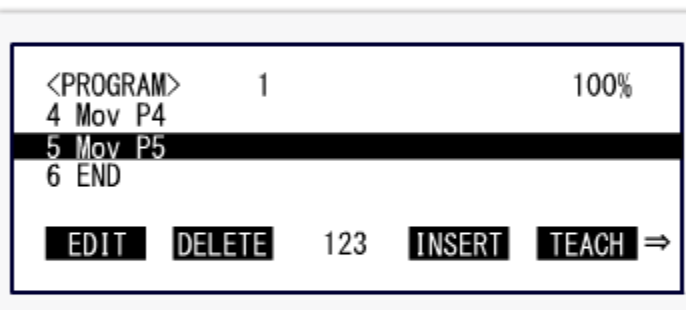 <PROGRAM> 1 100%
4 Mov P4
5 Mov P5
6 END
EDIT DELETE 123 INSERT TEACH ⇒